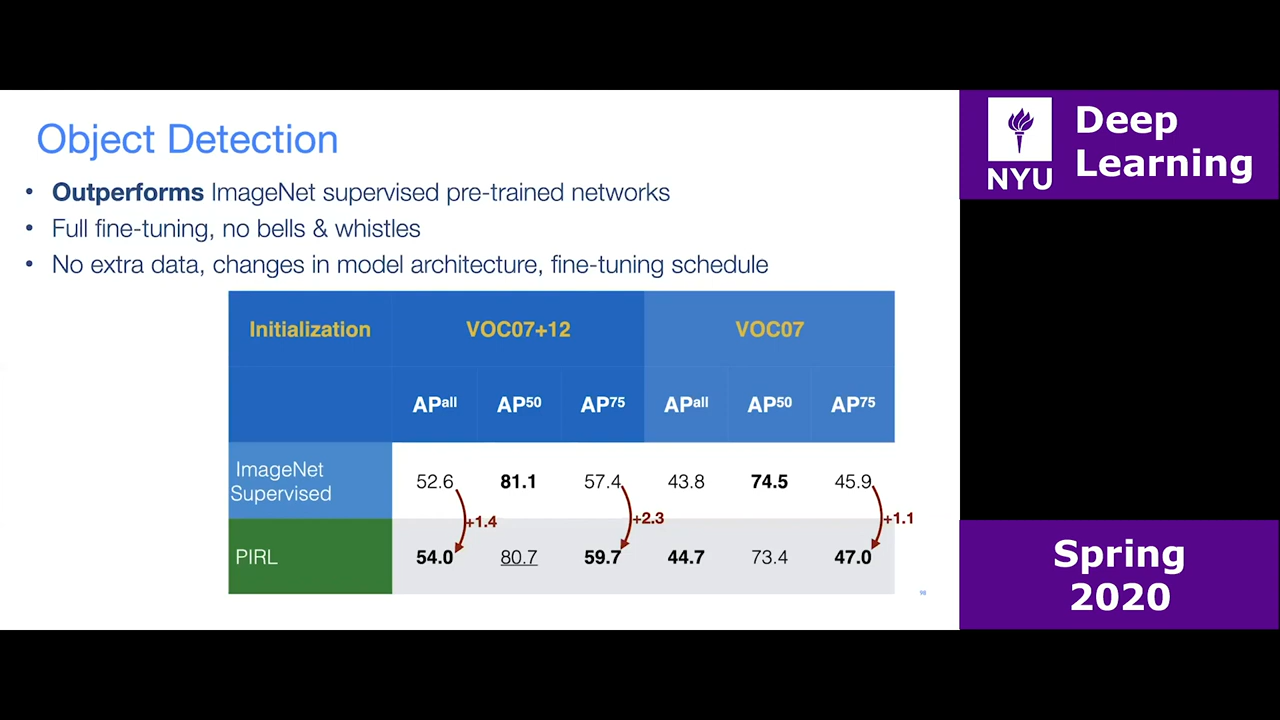 Object Detection
• Outperforms ImageNet supervised pre-trained networks
• Full fine-tuning, no bells & whistles
• No extra data, changes in model architecture, fine-tuning schedule
Initialization VOC07+12 VOC07
APall AP50 AP75 APall AP50 AP75
ImageNet
Supervised
52.6 81.1 57.4 43.8 74.5 45.9
+1.4 +2.3 +1.1
PIRL 54.0 80.7 59.7 44.7 73.4 47.0
NYU
Deep
Learning
Spring
2020